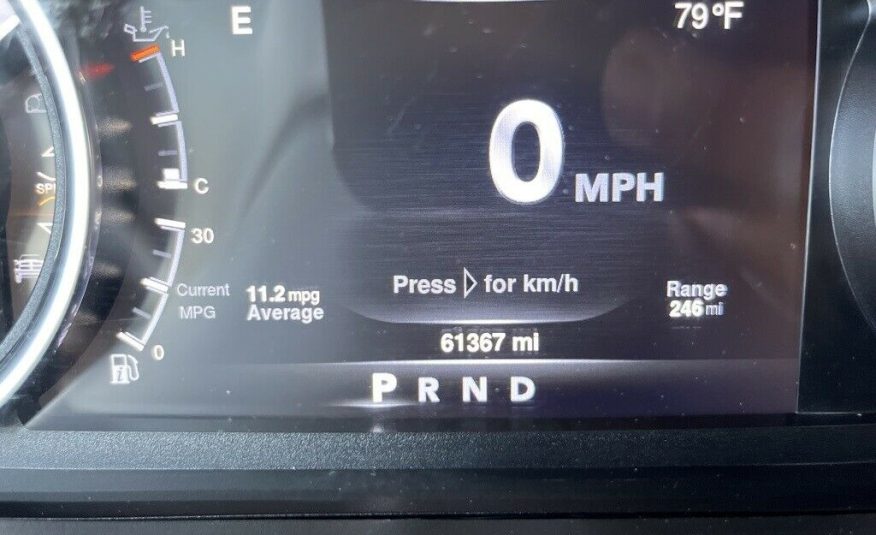 E
79°F
H
0 MPH
C
30
Current
MPG
11.2 mpg
Average
Press ▷ for km/h
Range
246 mi
61367 mi
0
P R N D